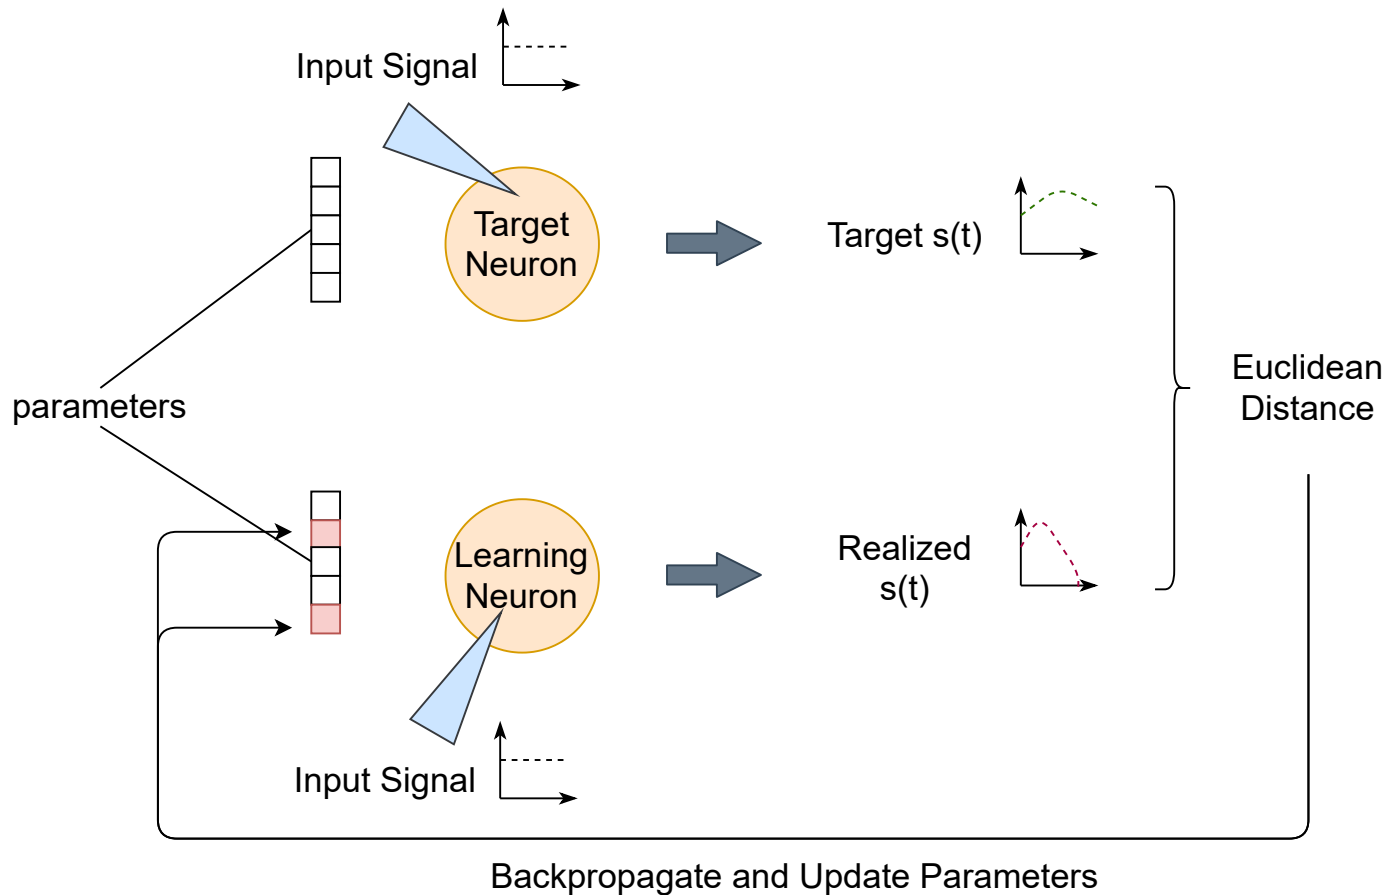 Input Signal
Target
Neuron
Target s(t)
Euclidean
Distance
parameters
Learning
Neuron
Realized
s(t)
Input Signal
Backpropagate and Update Parameters